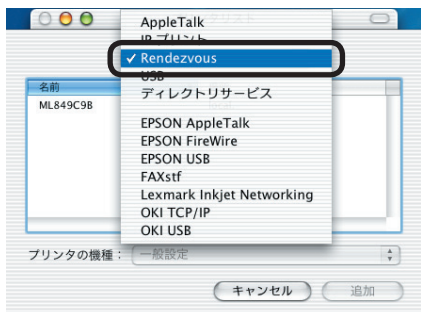 AppleTalk
IP プリント
Rendezvous
USB
ディレクトリサービス
EPSON AppleTalk
EPSON FireWire
EPSON USB
FAXstf
Lexmark Inkjet Networking
OKI TCP/IP
OKI USB
名前
ML849C9B
プリンタの機種：
一般設定
キャンセル
追加